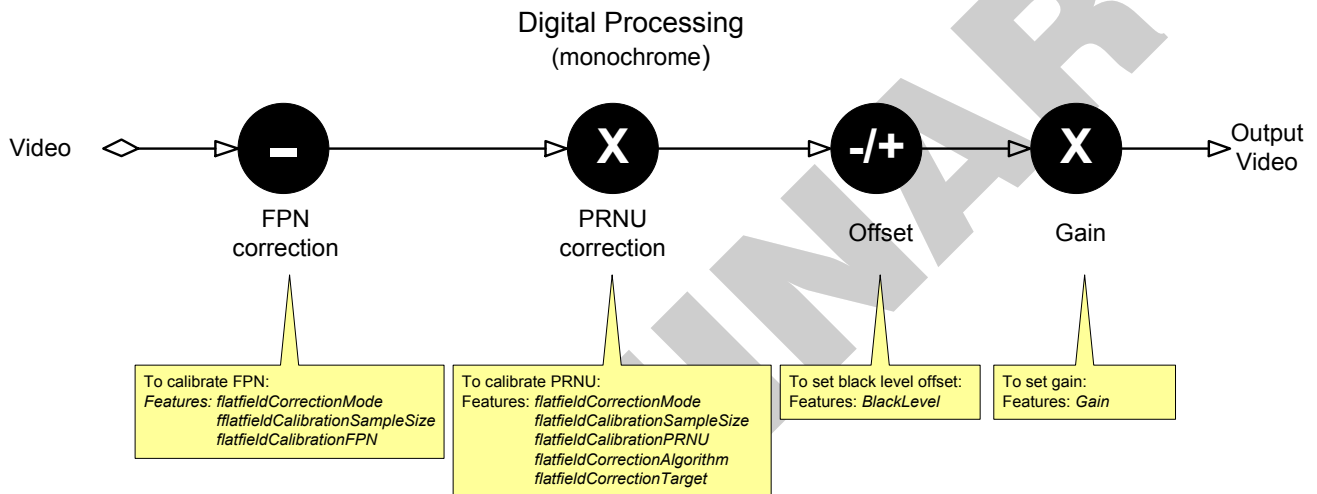 Digital Processing
(monochrome)
Video
-
X
-/+
X
Output
Video
FPN
correction
PRNU
correction
Offset
Gain
To calibrate FPN:
Features: flatfieldCorrectionMode
fflatfieldCalibrationSampleSize
flatfieldCalibrationFPN
To calibrate PRNU:
Features: flatfieldCorrectionMode
flatfieldCalibrationSampleSize
flatfieldCalibrationPRNU
flatfieldCorrectionAlgorithm
flatfieldCorrectionTarget
To set black level offset:
Features: BlackLevel
To set gain:
Features: Gain